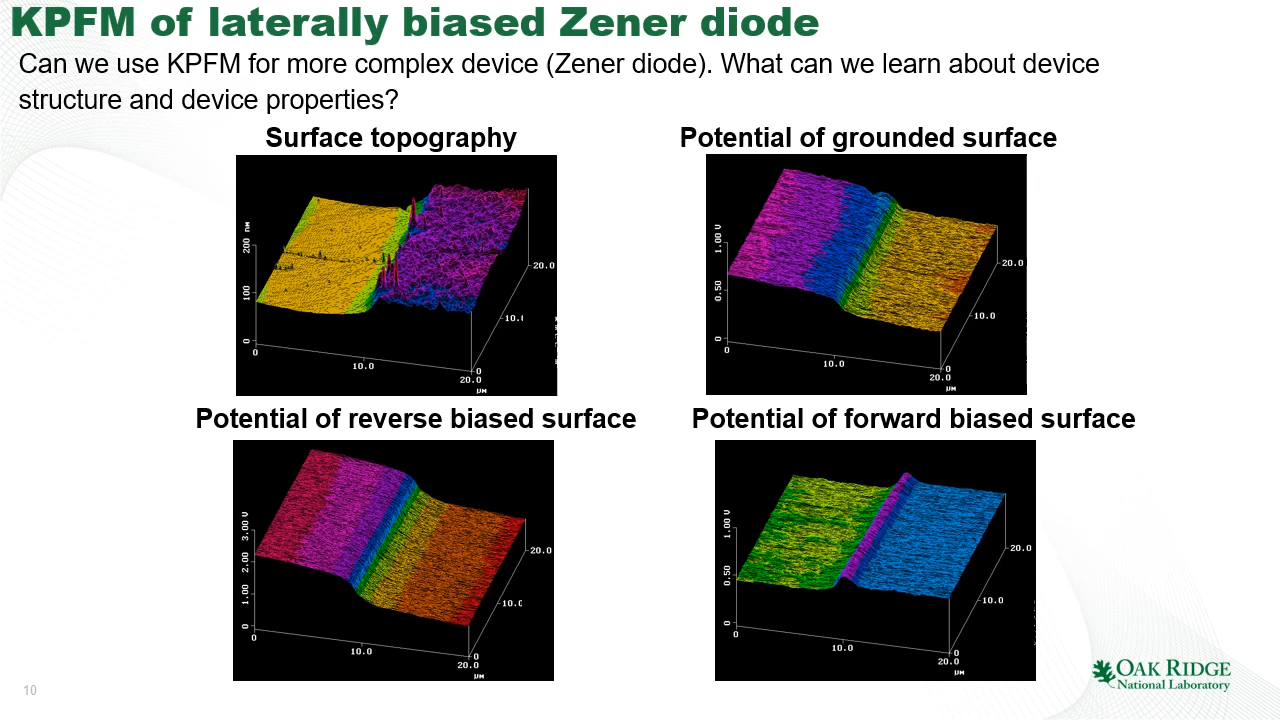 KPFM of laterally biased Zener diode
Can we use KPFM for more complex device (Zener diode). What can we learn about device
structure and device properties?
Surface topography
Potential of grounded surface
200 nM
100
0
0
10.0
20.0
μM
0
10.0
20.0
1.00 V
0.50
0
0
10.0
20.0
μM
0
10.0
20.0
Potential of reverse biased surface
Potential of forward biased surface
3.00 V
2.00
1.00
0
0
10.0
20.0
μM
0
10.0
20.0
1.00 V
0.50
0
0
10.0
20.0
μM
0
10.0
20.0
10
OAK RIDGE
National Laboratory